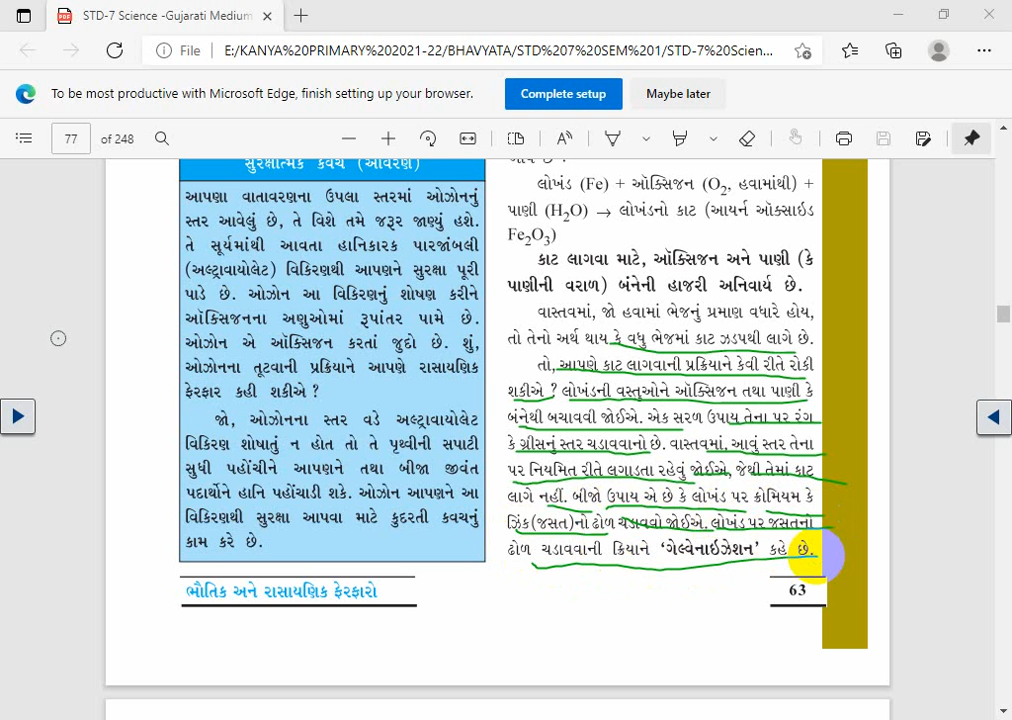 STD-7 Science -Gujarati Medium
File
E:/KANYA%20PRIMARY%202021-22/BHAVYATA/STD%207%20SEM%201/STD-7%20Scien...
To be most productive with Microsoft Edge, finish setting up your browser.
Complete setup
Maybe later
77 of 248
સુરક્ષાત્મક કવચ (આવરણ)
આપણા વાતાવરણના ઉપલા સ્તરમાં ઓઝોનનું
સ્તર આવેલું છે, તે વિશે તમે જરૂર જાણ્યું હશે.
તે સૂર્યમાંથી આવતા હાનિકારક પારજાંબલી
(અલ્ટ્રાવાયોલેટ) વિકિરણથી આપણને સુરક્ષા પૂરી
પાડે છે. ઓઝોન આ વિકિરણનું શોષણ કરીને
ઑક્સિજનના અણુઓમાં રૂપાંતર પામે છે.
ઓઝોન એ ઑક્સિજન કરતાં જુદો છે. શું,
ઓઝોનના તૂટવાની પ્રક્રિયાને આપણે રાસાયણિક
ફેરફાર કહી શકીએ ?
જો, ઓઝોનના સ્તર વડે અલ્ટ્રાવાયોલેટ
વિકિરણ શોષાતું ન હોત તો તે પૃથ્વીની સપાટી
સુધી પહોંચીને આપણને તથા બીજા જીવંત
પદાર્થોને હાનિ પહોંચાડી શકે. ઓઝોન આપણને આ
વિકિરણથી સુરક્ષા આપવા માટે કુદરતી કવચનું
કામ કરે છે.
ભૌતિક અને રાસાયણિક ફેરફારો
લોખંડ (Fe) + ઑક્સિજન (O₂, હવામાંથી) +
પાણી (H₂O) → લોખંડનો કાટ (આયર્ન ઑક્સાઇડ
Fe₂O₃)
કાટ લાગવા માટે, ઑક્સિજન અને પાણી (કે
પાણીની વરાળ) બંનેની હાજરી અનિવાર્ય છે.
વાસ્તવમાં, જો હવામાં ભેજનું પ્રમાણ વધારે હોય,
તો તેનો અર્થ થાય કે વધુ ભેજમાં કાટ ઝડપથી લાગે છે.
તો, આપણે કાટ લાગવાની પ્રક્રિયાને કેવી રીતે રોકી
શકીએ ? લોખંડની વસ્તુઓને ઑક્સિજન તથા પાણી કે
બંનેથી બચાવવી જોઈએ. એક સરળ ઉપાય તેના પર રંગ
કે ગ્રીસનું સ્તર ચડાવવાનો છે. વાસ્તવમાં, આવું સ્તર તેના
પર નિયમિત રીતે લગાડતા રહેવું જોઈએ, જેથી તેમાં કાટ
લાગે નહીં. બીજો ઉપાય એ છે કે લોખંડ પર ક્રોમિયમ કે
ઝિંક(જસત)નો ઢોળ ચડાવવો જોઈએ. લોખંડ પર જસતનો
ઢોળ ચડાવવાની ક્રિયાને ‘ગેલ્વેનાઇઝેશન’ કહે છે.
63